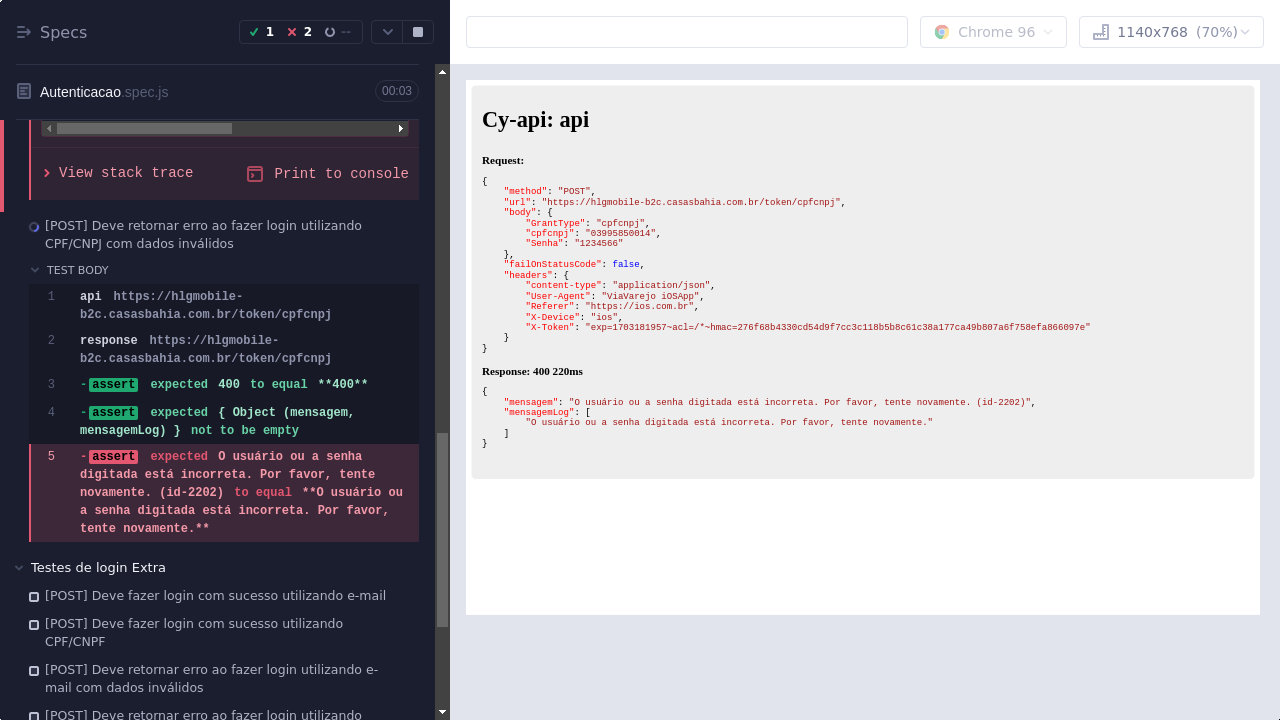 Specs
1
2
--
Chrome 96
1140x768 (70%)
Autenticacao.spec.js
00:03
View stack trace
Print to console
[POST] Deve retornar erro ao fazer login utilizando
CPF/CNPJ com dados inválidos
TEST BODY
1 api https://hlgmobile-
b2c.casasbahia.com.br/token/cpfcnpj
2 response https://hlgmobile-
b2c.casasbahia.com.br/token/cpfcnpj
3 -assert expected 400 to equal **400**
4 -assert expected { Object (mensagem,
mensagemLog) } not to be empty
5 -assert expected O usuário ou a senha
digitada está incorreta. Por favor, tente
novamente. (id-2202) to equal **O usuário ou
a senha digitada está incorreta. Por favor,
tente novamente.**
Testes de login Extra
[POST] Deve fazer login com sucesso utilizando e-mail
[POST] Deve fazer login com sucesso utilizando
CPF/CNPF
[POST] Deve retornar erro ao fazer login utilizando e-
mail com dados inválidos
[POST] Deve retornar erro ao fazer login utilizando
Cy-api: api
Request:
{
"method": "POST",
"url": "https://hlgmobile-b2c.casasbahia.com.br/token/cpfcnpj",
"body": {
"GrantType": "cpfcnpj",
"cpfcnpj": "03995850014",
"Senha": "1234566"
},
"failOnStatusCode": false,
"headers": {
"content-type": "application/json",
"User-Agent": "ViaVarejo iOSApp",
"Referer": "https://ios.com.br",
"X-Device": "ios",
"X-Token": "exp=1703181957~acl=/*~hmac=276f68b4330cd54d9f7cc3c118b5b8c61c38a177ca49b807a6f758efa866097e"
}
}
Response: 400 220ms
{
"mensagem": "O usuário ou a senha digitada está incorreta. Por favor, tente novamente. (id-2202)",
"mensagemLog": [
"O usuário ou a senha digitada está incorreta. Por favor, tente novamente."
]
}